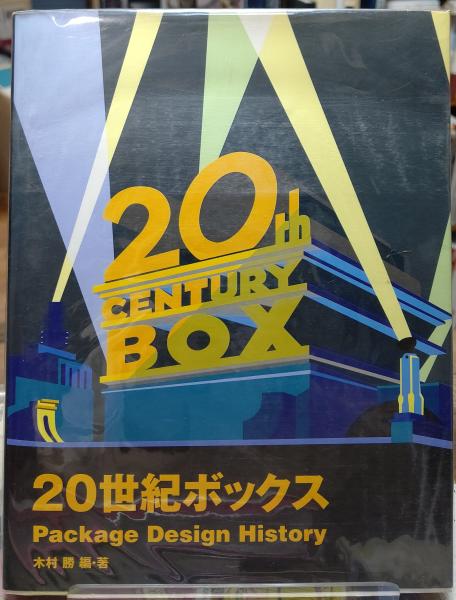 20th
CENTURY
BOX
20世紀ボックス
Package Design History
木村 勝 編・著